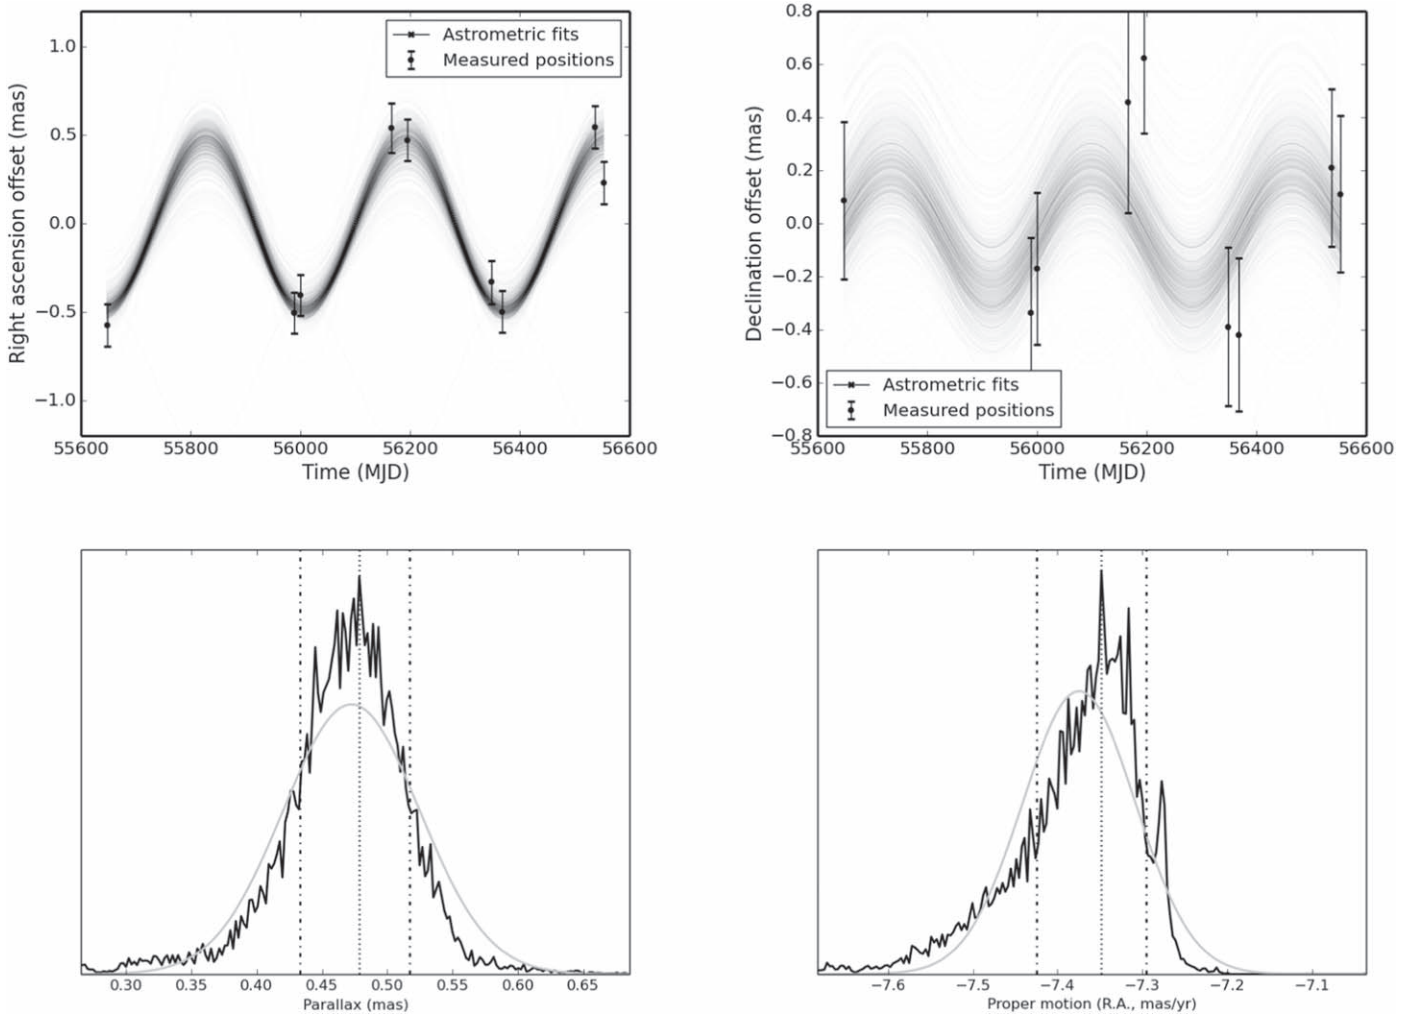 Right ascension offset (mas)
1.0
0.5
0.0
−0.5
−1.0
Astrometric fits
Measured positions
55600 55800 56000 56200 56400 56600
Time (MJD)
Declination offset (mas)
0.8
0.6
0.4
0.2
0.0
−0.2
−0.4
−0.6
−0.8
Astrometric fits
Measured positions
55600 55800 56000 56200 56400 56600
Time (MJD)
0.30 0.35 0.40 0.45 0.50 0.55 0.60 0.65
Parallax (mas)
−7.6 −7.5 −7.4 −7.3 −7.2 −7.1
Proper motion (R.A., mas/yr)